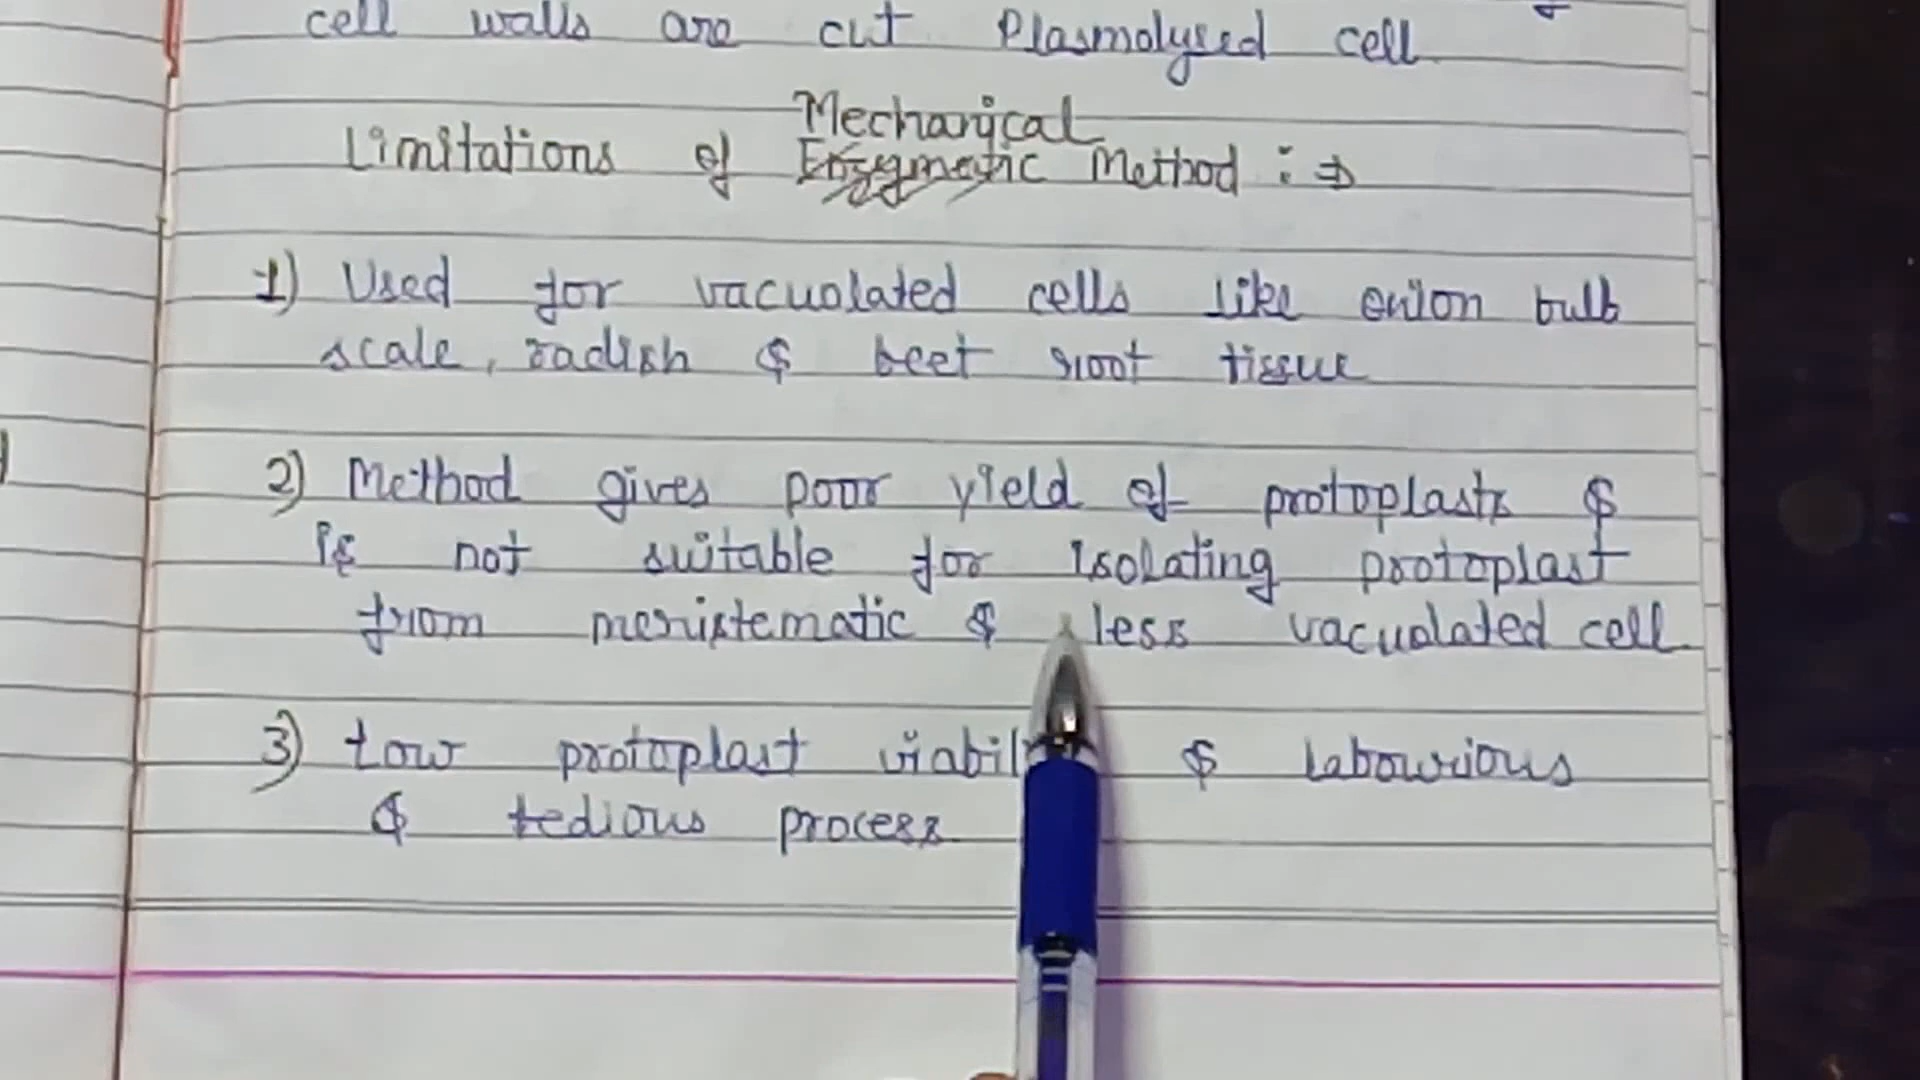 cell walls are cut Plasmolysed cell
Mechanical
Limitations of Enzymatic Method : ⇒
1) Used for vacuolated cells like onion bulb
scale, radish & beet root tissue
2) Method gives poor yield of protoplasts &
is not suitable for isolating protoplast
from meristematic & less vacuolated cell
3) Low protoplast viabil & labourious
& tedious process